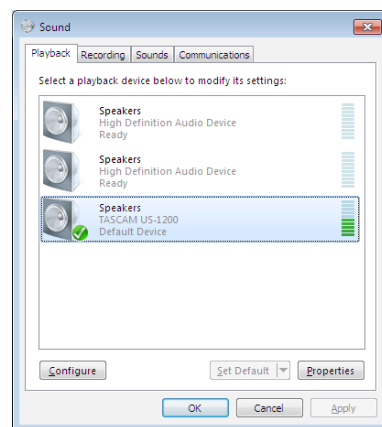 Sound
Playback Recording Sounds Communications
Select a playback device below to modify its settings:
Speakers
High Definition Audio Device
Ready
Speakers
High Definition Audio Device
Ready
Speakers
TASCAM US-1200
Default Device
Configure Set Default Properties
OK Cancel Apply